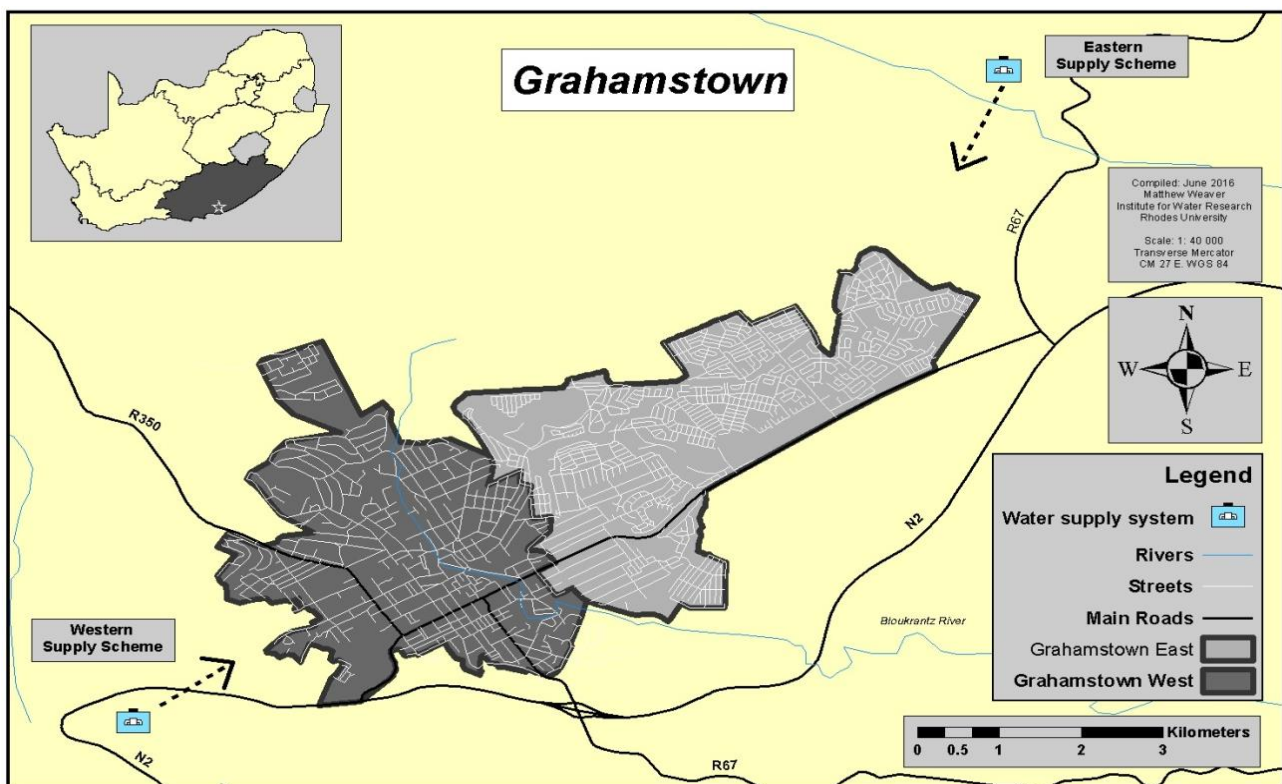 Grahamstown
Eastern
Supply Scheme
Compiled: June 2016
Matthew Weaver
Institute for Water Research
Rhodes University
Scale: 1: 40 000
Transverse Mercator
CM 27 E. WGS 84
R67
N
W
E
S
R350
N2
Legend
Water supply system
Rivers
Streets
Main Roads
Grahamstown East
Grahamstown West
Bloukrantz River
Western
Supply Scheme
N2
R67
Kilometers
0 0.5 1 2 3